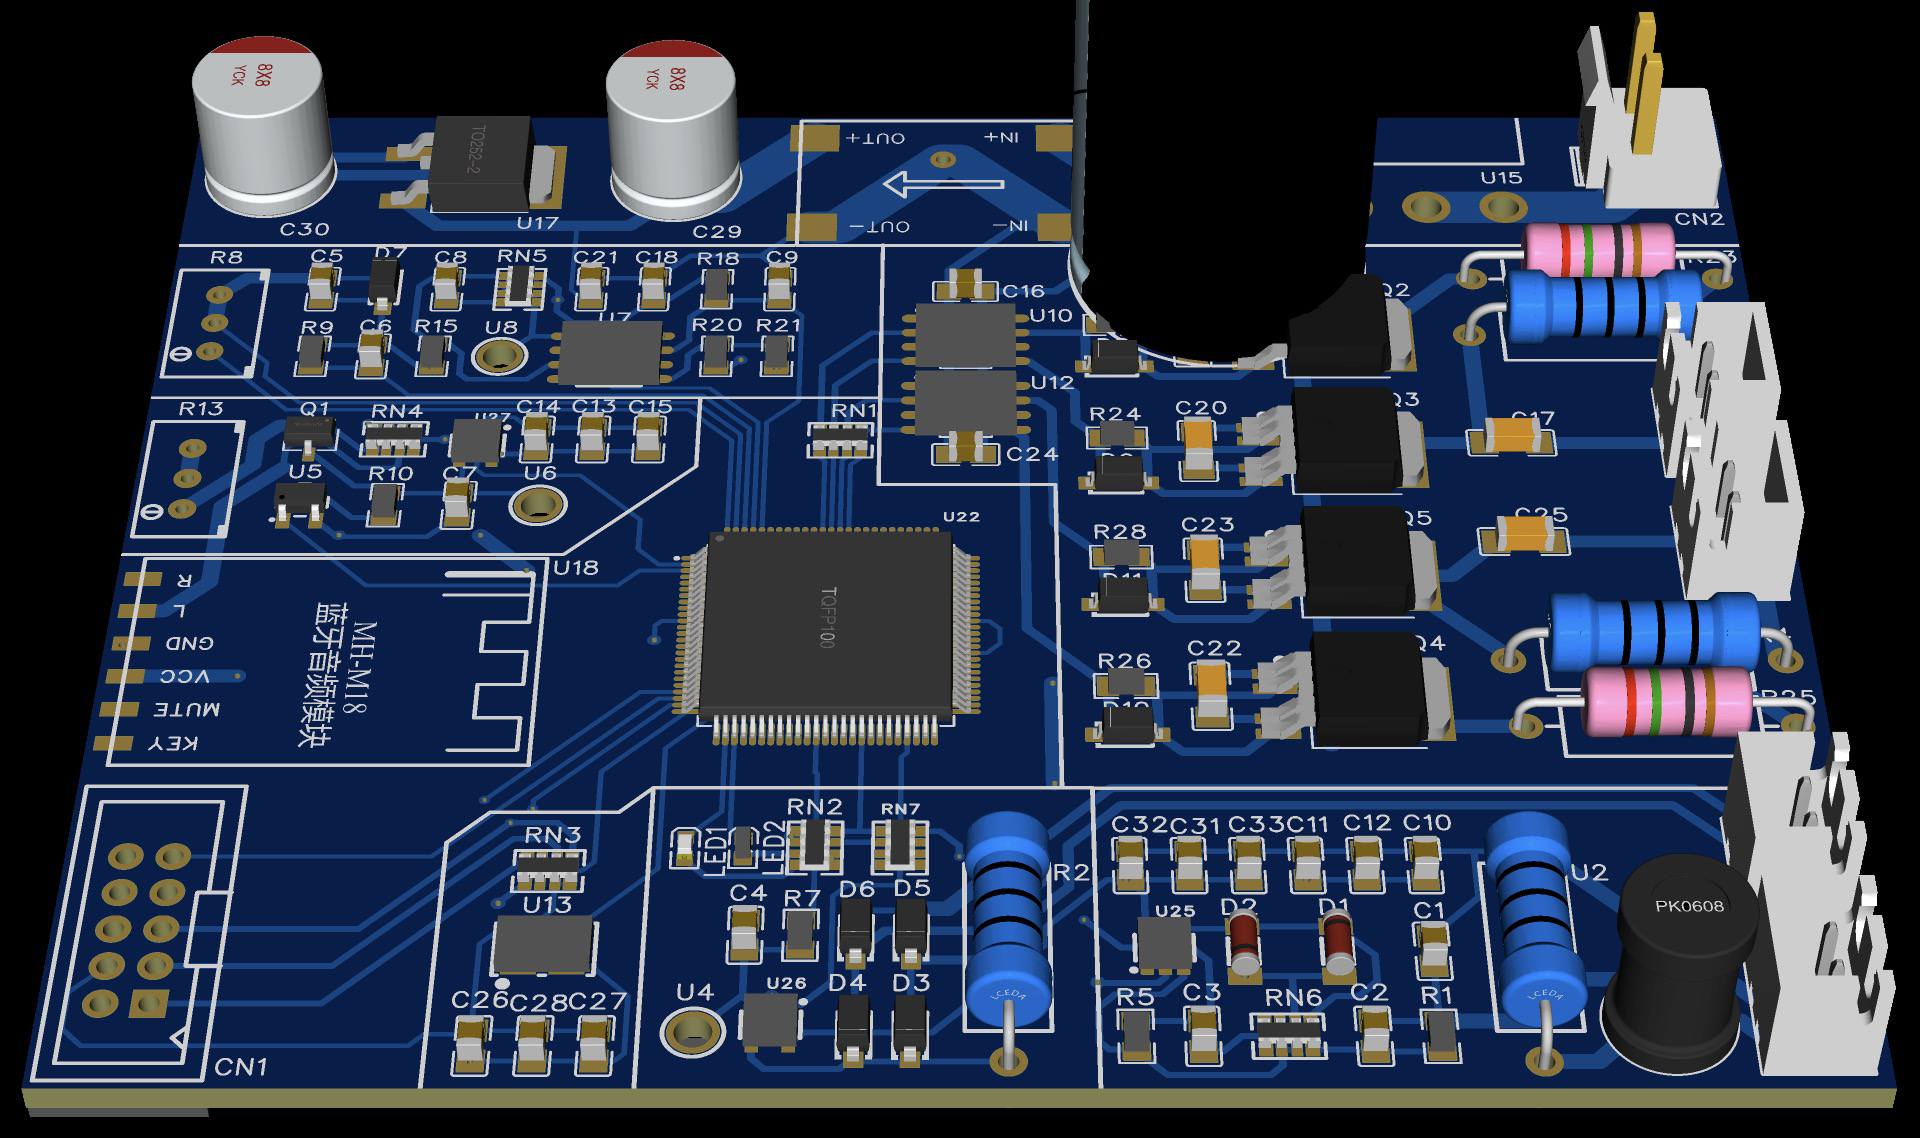 8X8
YCK
8X8
YCK
TO252-2
OUT+
IN+
U15
CN2
C30
U17
C29
OUT-
IN-
R8
C5
D7
C8
RN5
C21
C18
R18
C9
R23
C16
Q2
R9
C6
R15
U8
U7
R20
R21
U10
U12
R13
Q1
RN4
U27
C14
C13
C15
RN1
R24
C20
Q3
C17
U5
R10
C7
U6
C24
U22
R28
C23
Q5
C25
U18
D11
R
L
GND
VCC
MUTE
KEY
MH-M18
蓝牙音频模块
TQFP100
R26
C22
Q4
R25
RN3
LED1
LED2
RN2
RN7
R2
C32
C31
C33
C11
C12
C10
U2
U13
C4
R7
D6
D5
U25
D2
D1
C1
PK0608
C26
C28
C27
U4
U26
D4
D3
LCEDA
R5
C3
RN6
C2
R1
LCEDA
CN1